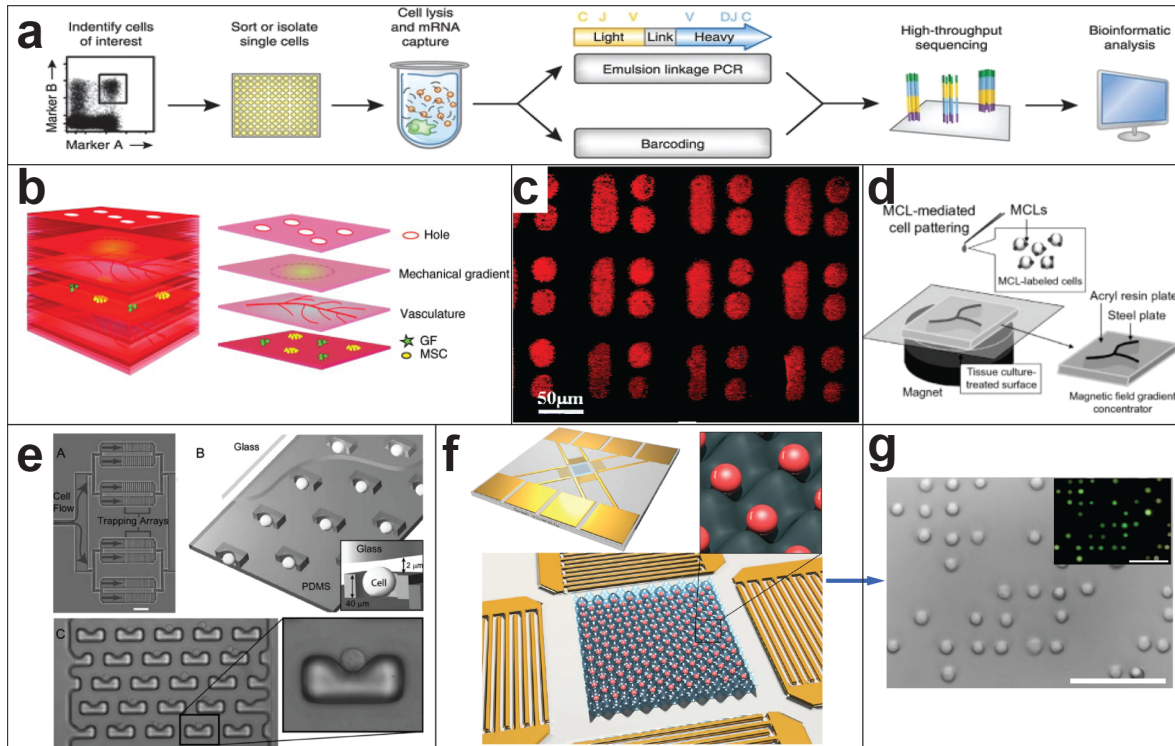 a
Indentify cells
of interest
Marker B
Marker A
Sort or isolate
single cells
Cell lysis
and mRNA
capture
C J V V DJ C
Light Link Heavy
Emulsion linkage PCR
Barcoding
High-throughput
sequencing
Bioinformatic
analysis
b
Hole
Mechanical gradient
Vasculature
GF
MSC
c
50μm
d
MCL-mediated
cell pattering
MCLs
MCL-labeled cells
Acryl resin plate
Steel plate
Magnet
Tissue culture-
treated surface
Magnetic field gradient
concentrator
e
A
Cell
Flow
Trapping Arrays
B
Glass
PDMS
Glass
2 μm
Cell
40 μm
C
f
g